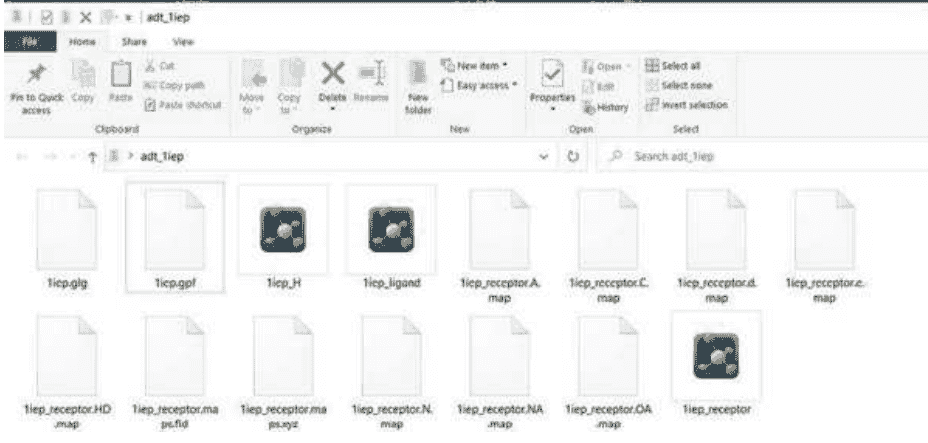 adt_1iep
File Home Share View
Pin to Quick access
Copy
Paste
Cut
Copy path
Paste shortcut
Clipboard
Move to
Copy to
Delete
Rename
Organize
New folder
New item
Easy access
New
Properties
Open
Edit
History
Open
Select all
Select none
Invert selection
Select
adt_1iep
Search adt_1iep
1iep.glg
1iep.gpf
1iep_H
1iep_ligand
1iep_receptor.A.
map
1iep_receptor.C.
map
1iep_receptor.d.
map
1iep_receptor.e.
map
1iep_receptor.HD
.map
1iep_receptor.ma
ps.fld
1iep_receptor.ma
ps.xyz
1iep_receptor.N.
map
1iep_receptor.NA
.map
1iep_receptor.OA
.map
1iep_receptor